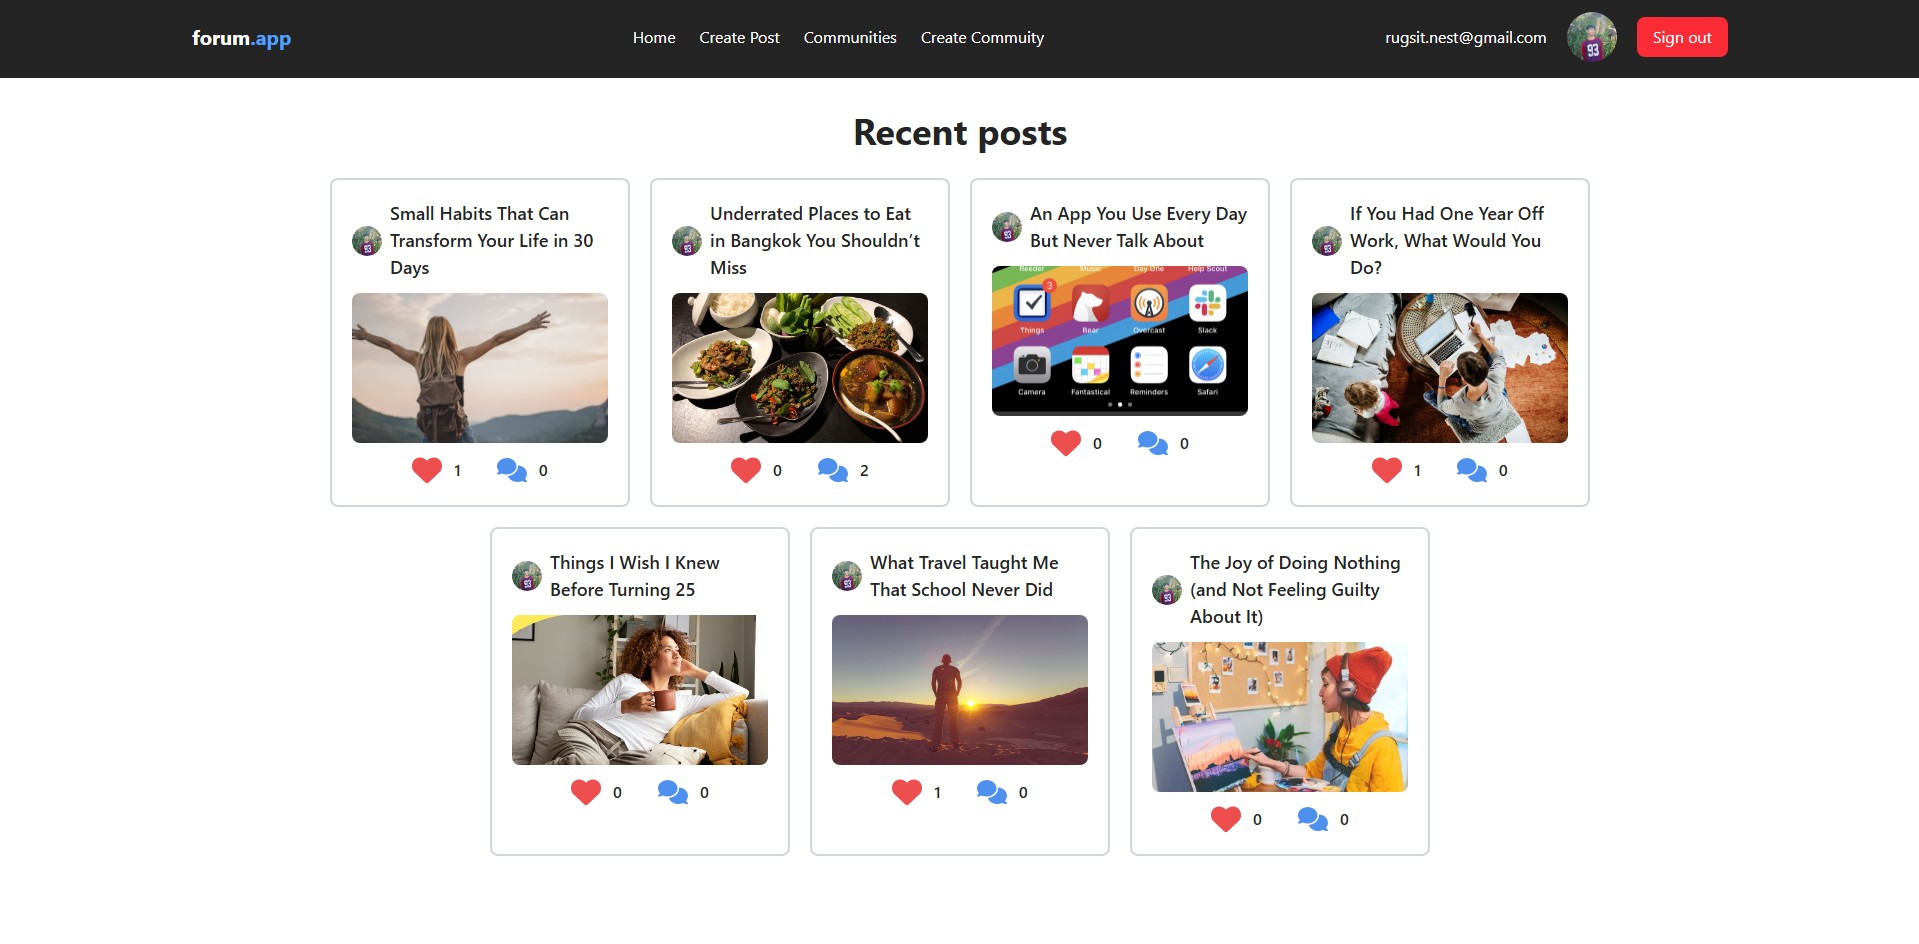 forum.app
Home Create Post Communities Create Commuity
rugsit.nest@gmail.com
Sign out
Recent posts
Small Habits That Can
Transform Your Life in 30
Days
1 0
Underrated Places to Eat
in Bangkok You Shouldn’t
Miss
0 2
An App You Use Every Day
But Never Talk About
Reeder Music Day One Help Scout
3
Things Bear Overcast Slack
Camera Fantastical Reminders Safari
0 0
If You Had One Year Off
Work, What Would You
Do?
1 0
Things I Wish I Knew
Before Turning 25
0 0
What Travel Taught Me
That School Never Did
1 0
The Joy of Doing Nothing
(and Not Feeling Guilty
About It)
0 0